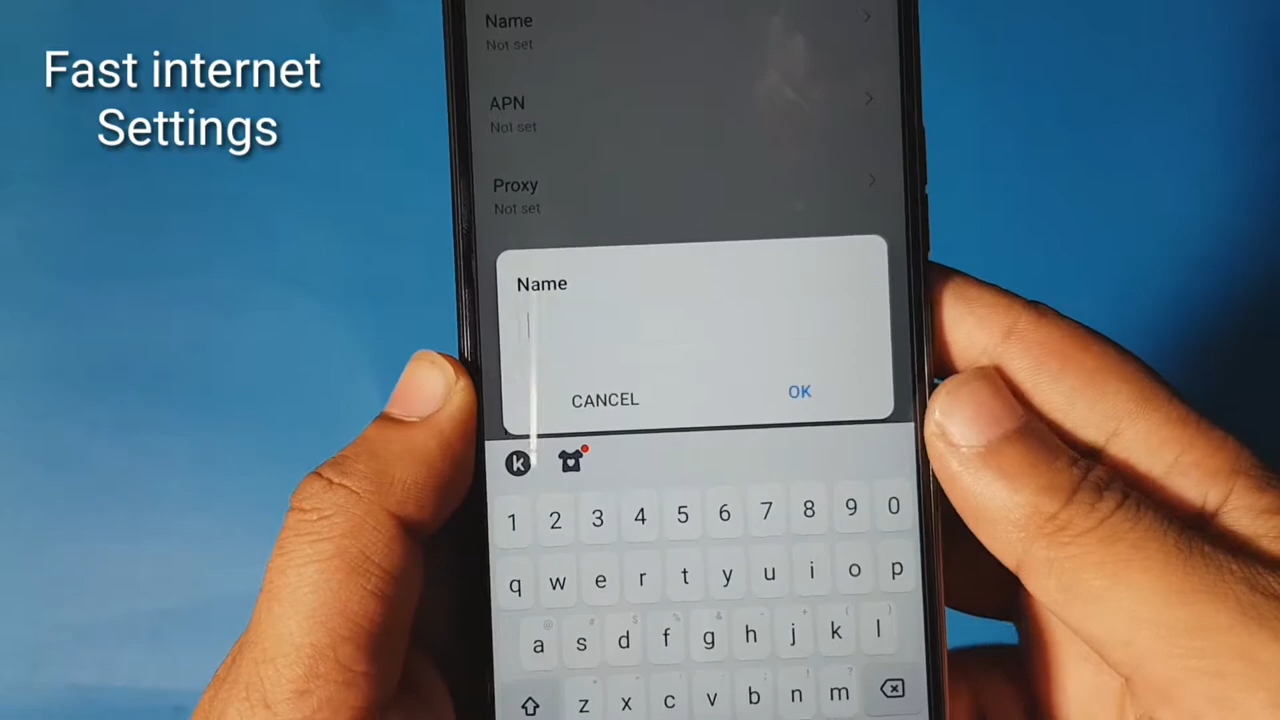 Fast internet
Settings
Name
Not set
APN
Not set
Proxy
Not set
Name
CANCEL
OK
k
1 2 3 4 5 6 7 8 9 0
q w e r t y u i o p
@ # $ % & - + ( )
a s d f g h j k l
z x c v b n m